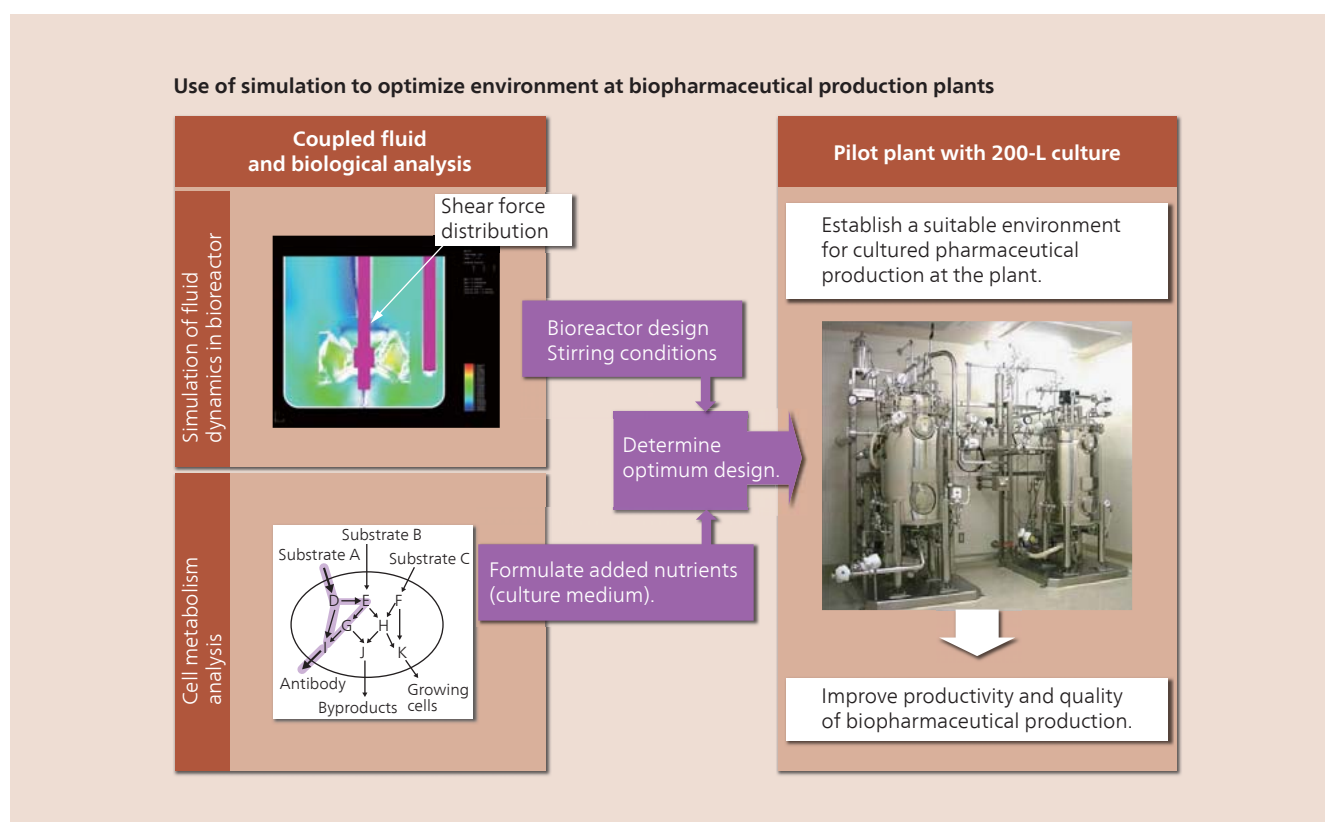 Use of simulation to optimize environment at biopharmaceutical production plants
Coupled fluid
and biological analysis
Simulation of fluid
dynamics in bioreactor
Shear force
distribution
Cell metabolism
analysis
Substrate B
Substrate A
Substrate C
D
E
F
G
H
I
J
K
Antibody
Growing
cells
Byproducts
Bioreactor design
Stirring conditions
Determine
optimum design.
Formulate added nutrients
(culture medium).
Pilot plant with 200-L culture
Establish a suitable environment
for cultured pharmaceutical
production at the plant.
Improve productivity and quality
of biopharmaceutical production.